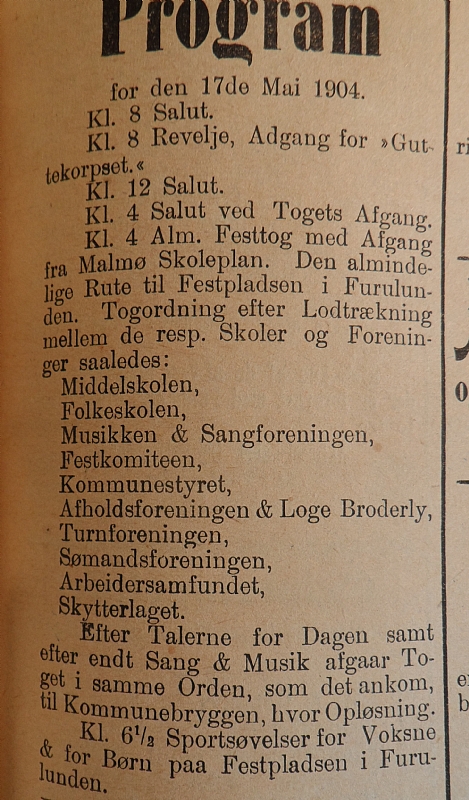 Program
for den 17de Mai 1904.
Kl. 8 Salut.
Kl. 8 Revelje, Adgang for »Gut-
tekorpset.«
Kl. 12 Salut.
Kl. 4 Salut ved Togets Afgang.
Kl. 4 Alm. Festtog med Afgang
fra Malmø Skoleplan. Den alminde-
lige Rute til Festpladsen i Furulun-
den. Togordning efter Lodtrækning
mellem de resp. Skoler og Forenin-
ger saaledes:
Middelskolen,
Folkeskolen,
Musikken & Sangforeningen,
Festkomiteen,
Kommunestyret,
Afholdsforeningen & Loge Broderly,
Turnforeningen,
Sømandsforeningen,
Arbeidersamfundet,
Skytterlaget.
Efter Talerne for Dagen samt
efter endt Sang & Musik afgaar To-
get i samme Orden, som det ankom,
til Kommunebryggen, hvor Opløsning.
Kl. 6½ Sportsøvelser for Voksne
& for Børn paa Festpladsen i Furu-
lunden.